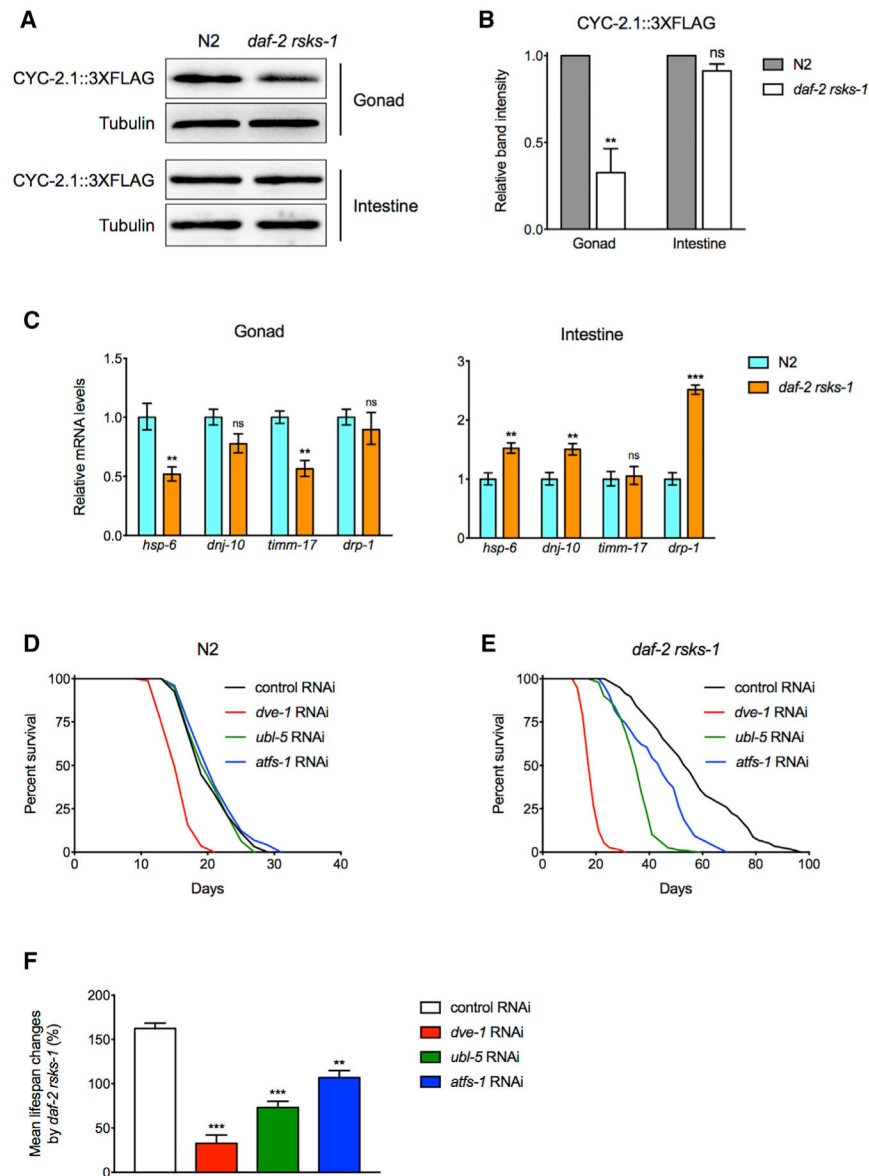 A
N2 daf-2 rsks-1
CYC-2.1::3XFLAG
Tubulin
Gonad
CYC-2.1::3XFLAG
Tubulin
Intestine
B
CYC-2.1::3XFLAG
Relative band intensity
1.0
0.5
0.0
**
ns
Gonad Intestine
N2
daf-2 rsks-1
C
Gonad
Relative mRNA levels
1.5
1.0
0.5
0.0
** ns ** ns
hsp-6 dnj-10 timm-17 drp-1
Intestine
3
2
1
0
** ** ns ***
hsp-6 dnj-10 timm-17 drp-1
N2
daf-2 rsks-1
D
N2
Percent survival
100
75
50
25
0
0 10 20 30 40
Days
control RNAi
dve-1 RNAi
ubl-5 RNAi
atfs-1 RNAi
E
daf-2 rsks-1
Percent survival
100
75
50
25
0
0 20 40 60 80 100
Days
control RNAi
dve-1 RNAi
ubl-5 RNAi
atfs-1 RNAi
F
Mean lifespan changes
by daf-2 rsks-1 (%)
200
150
100
50
0
*** *** **
control RNAi
dve-1 RNAi
ubl-5 RNAi
atfs-1 RNAi